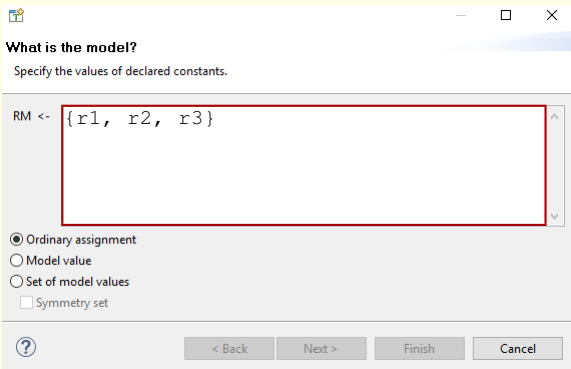 What is the model?
Specify the values of declared constants.
RM <- {r1, r2, r3}
Ordinary assignment
Model value
Set of model values
Symmetry set
? < Back Next > Finish Cancel